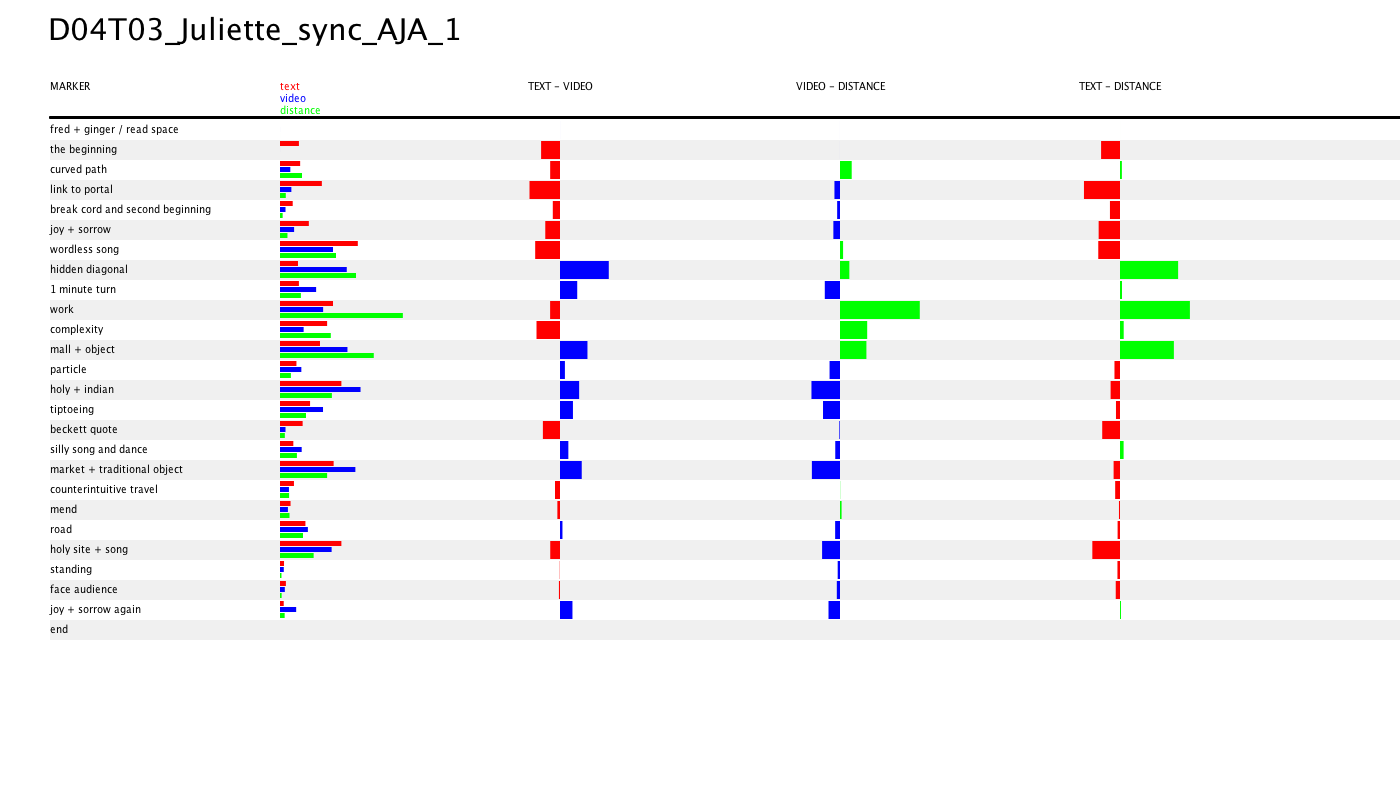 D04T03_Juliette_sync_AJA_1
MARKER text TEXT – VIDEO VIDEO – DISTANCE TEXT – DISTANCE
video
distance
fred + ginger / read space
the beginning
curved path
link to portal
break cord and second beginning
joy + sorrow
wordless song
hidden diagonal
1 minute turn
work
complexity
mall + object
particle
holy + indian
tiptoeing
beckett quote
silly song and dance
market + traditional object
counterintuitive travel
mend
road
holy site + song
standing
face audience
joy + sorrow again
end